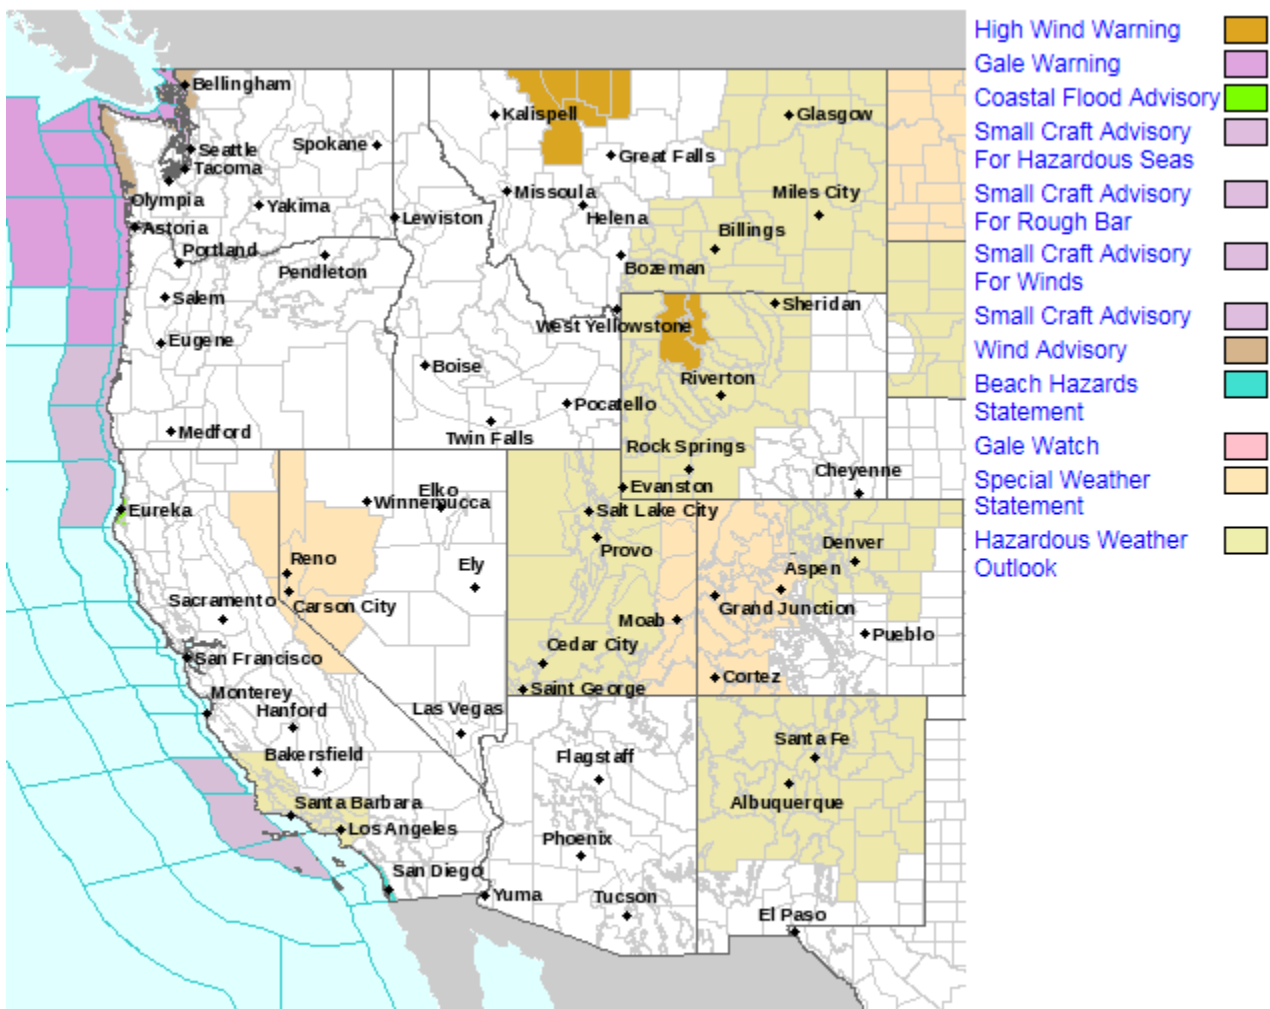 High Wind Warning
Gale Warning
Coastal Flood Advisory
Small Craft Advisory
For Hazardous Seas
Small Craft Advisory
For Rough Bar
Small Craft Advisory
For Winds
Small Craft Advisory
Wind Advisory
Beach Hazards
Statement
Gale Watch
Special Weather
Statement
Hazardous Weather
Outlook
Bellingham
Kalispell
Glasgow
Seattle
Spokane
Great Falls
Tacoma
Missoula
Miles City
Olympia
Yakima
Lewiston
Helena
Astoria
Billings
Portland
Pendleton
Bozeman
Salem
Sheridan
West Yellowstone
Eugene
Boise
Riverton
Pocatello
Medford
Twin Falls
Rock Springs
Cheyenne
Elko
Evanston
Winnemucca
Eureka
Salt Lake City
Provo
Denver
Reno
Ely
Aspen
Sacramento
Carson City
Grand Junction
Moab
Pueblo
Cedar City
San Francisco
Cortez
Saint George
Monterey
Hanford
Las Vegas
Santa Fe
Bakersfield
Flagstaff
Santa Barbara
Albuquerque
Los Angeles
Phoenix
San Diego
Yuma
Tucson
El Paso